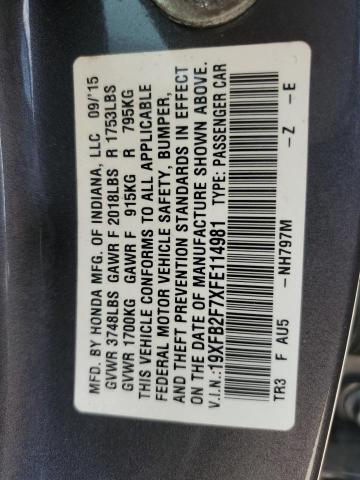 MFD. BY HONDA MFG. OF INDIANA, LLC 09/'15
GVWR 3748LBS GAWR F 2018LBS R 1753LBS
GVWR 1700KG GAWR F 915KG R 795KG
THIS VEHICLE CONFORMS TO ALL APPLICABLE
FEDERAL MOTOR VEHICLE SAFETY, BUMPER,
AND THEFT PREVENTION STANDARDS IN EFFECT
ON THE DATE OF MANUFACTURE SHOWN ABOVE.
V.I.N.:19XFB2F7XFE114981 TYPE: PASSENGER CAR
TR3 F AU5 -NH797M -Z -E